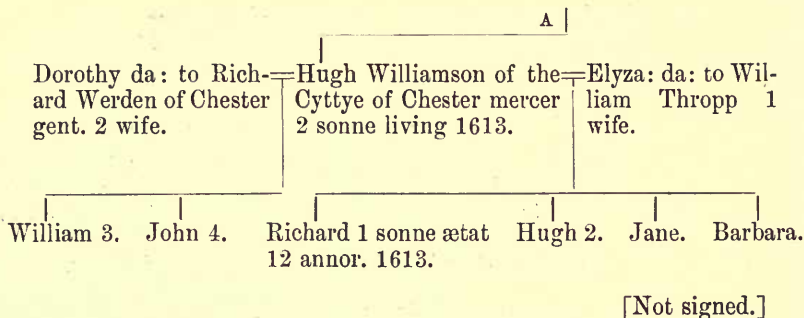 A
Dorothy da: to Rich-
ard Werden of Chester
gent. 2 wife.
Hugh Williamson of the
Cyttye of Chester mercer
2 sonne living 1613.
Elyza: da: to Wil-
liam Thropp 1
wife.
William 3.
John 4.
Richard 1 sonne ætat
12 annor. 1613.
Hugh 2.
Jane.
Barbara.
[Not signed.]